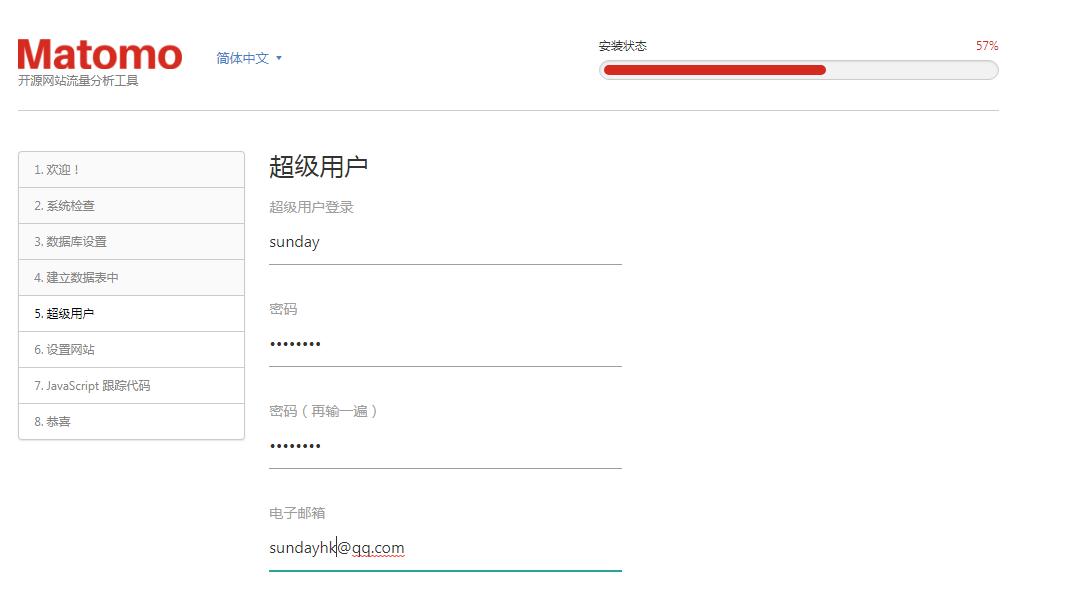 Matomo
开源网站流量分析工具
简体中文
安装状态 57%
1. 欢迎！
2. 系统检查
3. 数据库设置
4. 建立数据表中
5. 超级用户
6. 设置网站
7. JavaScript 跟踪代码
8. 恭喜
超级用户
超级用户登录
sunday
密码
••••••••
密码（再输一遍）
••••••••
电子邮箱
sundayhk@qq.com